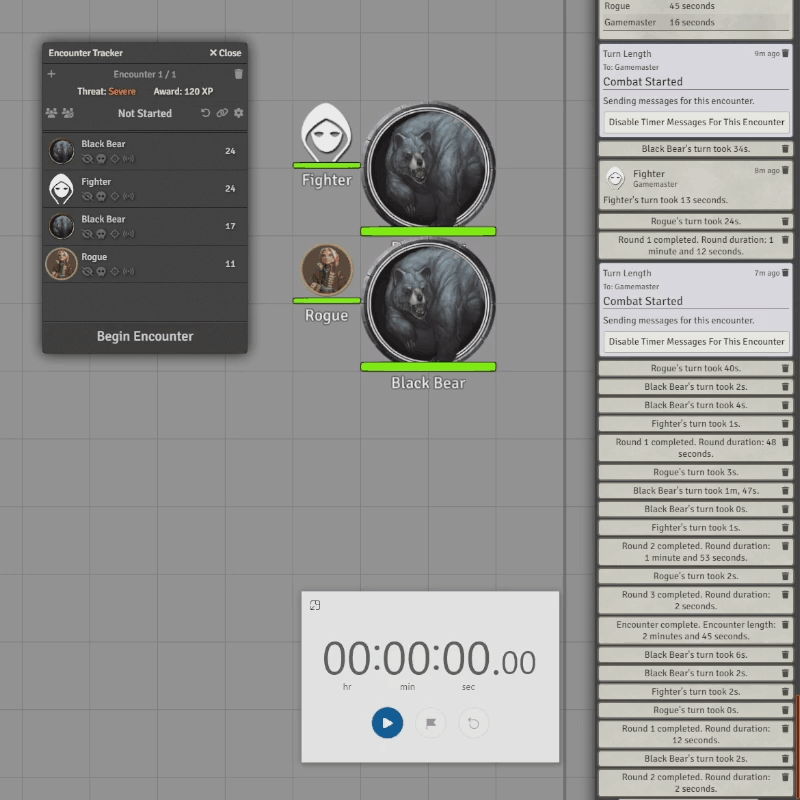 Encounter Tracker
Close
Encounter 1 / 1
Threat: Severe Award: 120 XP
Not Started
Black Bear
24
Fighter
24
Black Bear
17
Rogue
11
Begin Encounter
Fighter
Rogue
Black Bear
00:00:00.00
hr min sec
Rogue 45 seconds
Gamemaster 16 seconds
Turn Length 9m ago
To: Gamemaster
Combat Started
Sending messages for this encounter.
Disable Timer Messages For This Encounter
Black Bear's turn took 34s.
Fighter 8m ago
Gamemaster
Fighter's turn took 13 seconds.
Rogue's turn took 24s.
Round 1 completed. Round duration: 1
minute and 12 seconds.
Turn Length 7m ago
To: Gamemaster
Combat Started
Sending messages for this encounter.
Disable Timer Messages For This Encounter
Rogue's turn took 40s.
Black Bear's turn took 2s.
Black Bear's turn took 4s.
Fighter's turn took 1s.
Round 1 completed. Round duration: 48
seconds.
Rogue's turn took 3s.
Black Bear's turn took 1m, 47s.
Black Bear's turn took 0s.
Fighter's turn took 1s.
Round 2 completed. Round duration:
1 minute and 53 seconds.
Rogue's turn took 2s.
Round 3 completed. Round duration:
2 seconds.
Encounter complete. Encounter length:
2 minutes and 45 seconds.
Black Bear's turn took 6s.
Black Bear's turn took 2s.
Fighter's turn took 2s.
Rogue's turn took 0s.
Round 1 completed. Round duration:
12 seconds.
Black Bear's turn took 2s.
Round 2 completed. Round duration:
2 seconds.